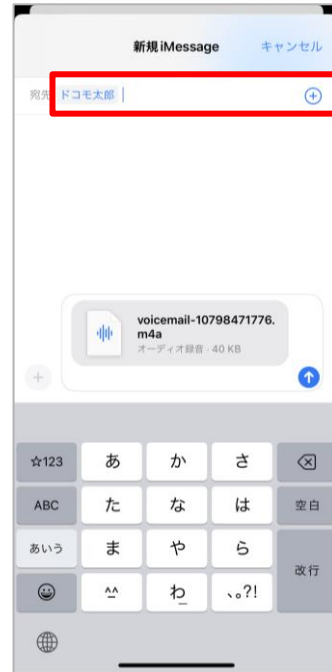 新規iMessage キャンセル
宛先 ドコモ太郎
voicemail-10798471776.
m4a
オーディオ録音・40 KB
☆123 あ か さ
ABC た な は 空白
あいう ま や ら 改行
^^ わ_ 、。?!